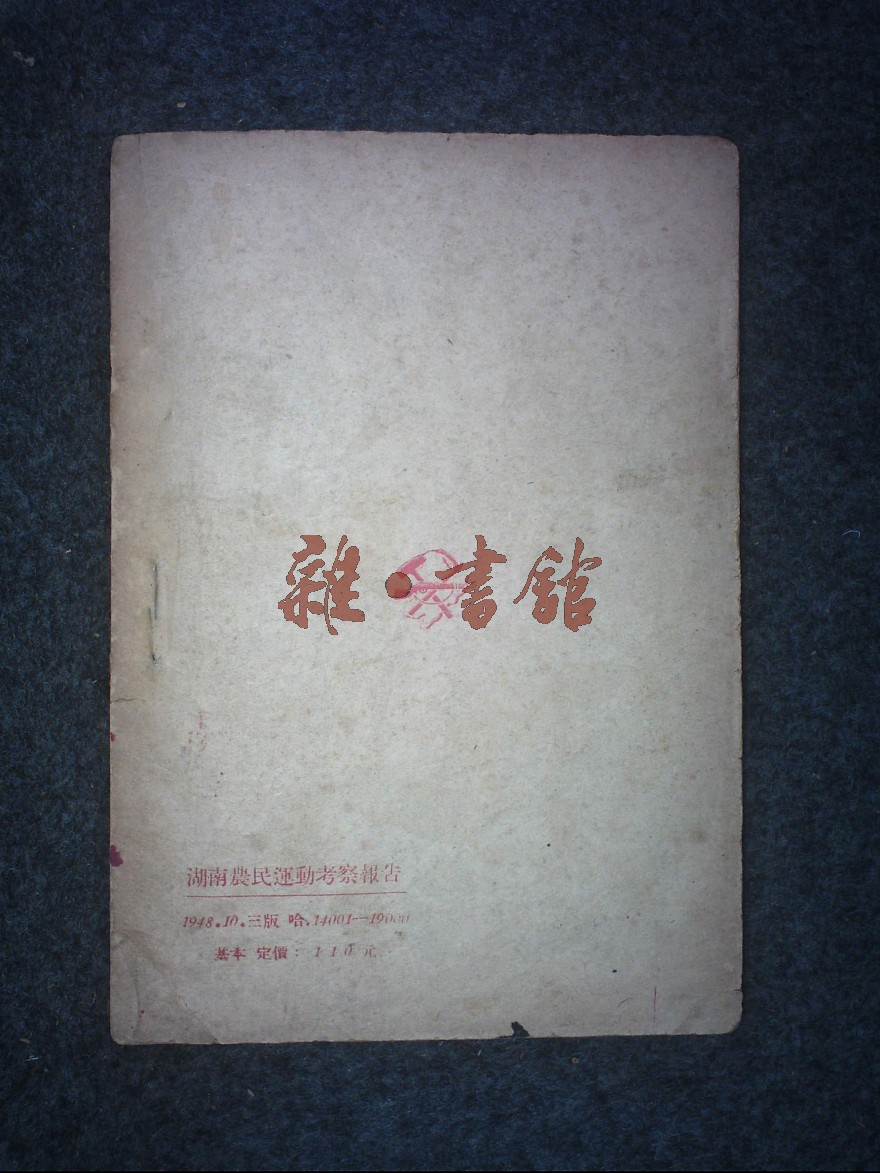 雜·書館
湖南農民運動考察報告
1948.10.三版 哈.14001—19000
基本 定價：110元